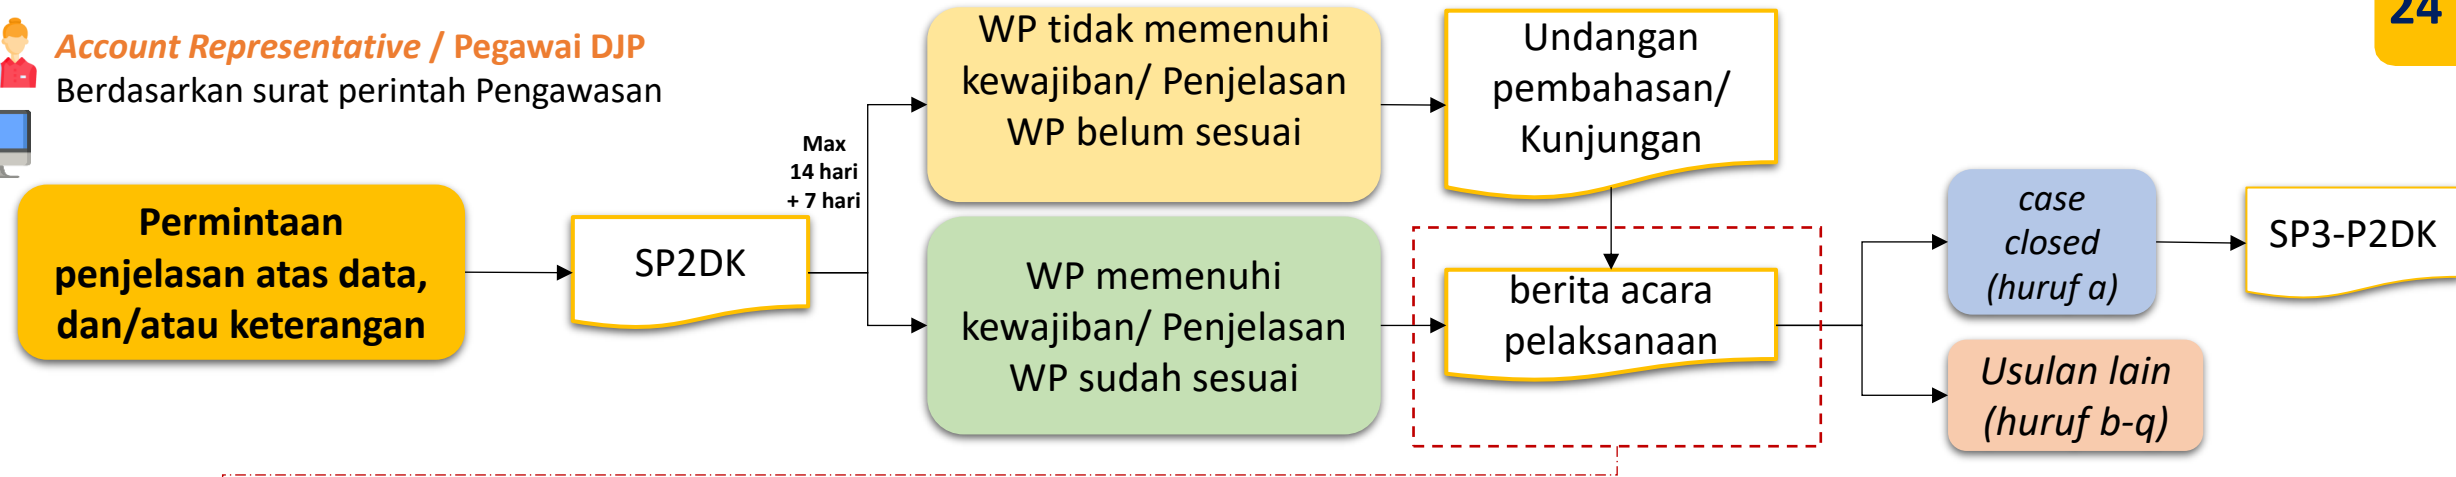 24
Account Representative / Pegawai DJP
Berdasarkan surat perintah Pengawasan
Permintaan
penjelasan atas data,
dan/atau keterangan
SP2DK
Max
14 hari
+ 7 hari
WP tidak memenuhi
kewajiban/ Penjelasan
WP belum sesuai
Undangan
pembahasan/
Kunjungan
WP memenuhi
kewajiban/ Penjelasan
WP sudah sesuai
berita acara
pelaksanaan
case
closed
(huruf a)
SP3-P2DK
Usulan lain
(huruf b-q)